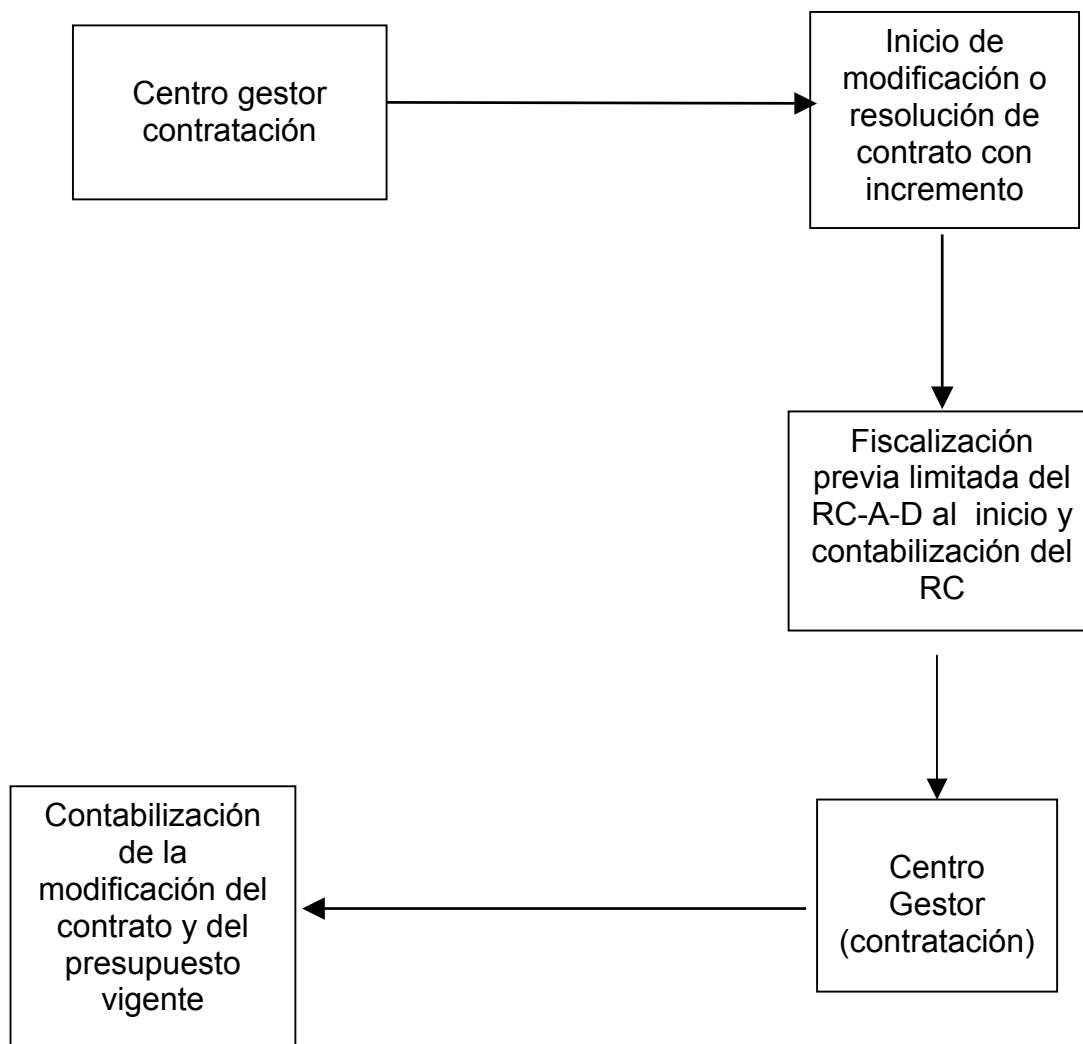 Centro gestor
contratación
Inicio de
modificación o
resolución de
contrato con
incremento
Fiscalización
previa limitada del
RC-A-D al  inicio y
contabilización del
RC
Centro
Gestor
(contratación)
Contabilización
de la
modificación del
contrato y del
presupuesto
vigente